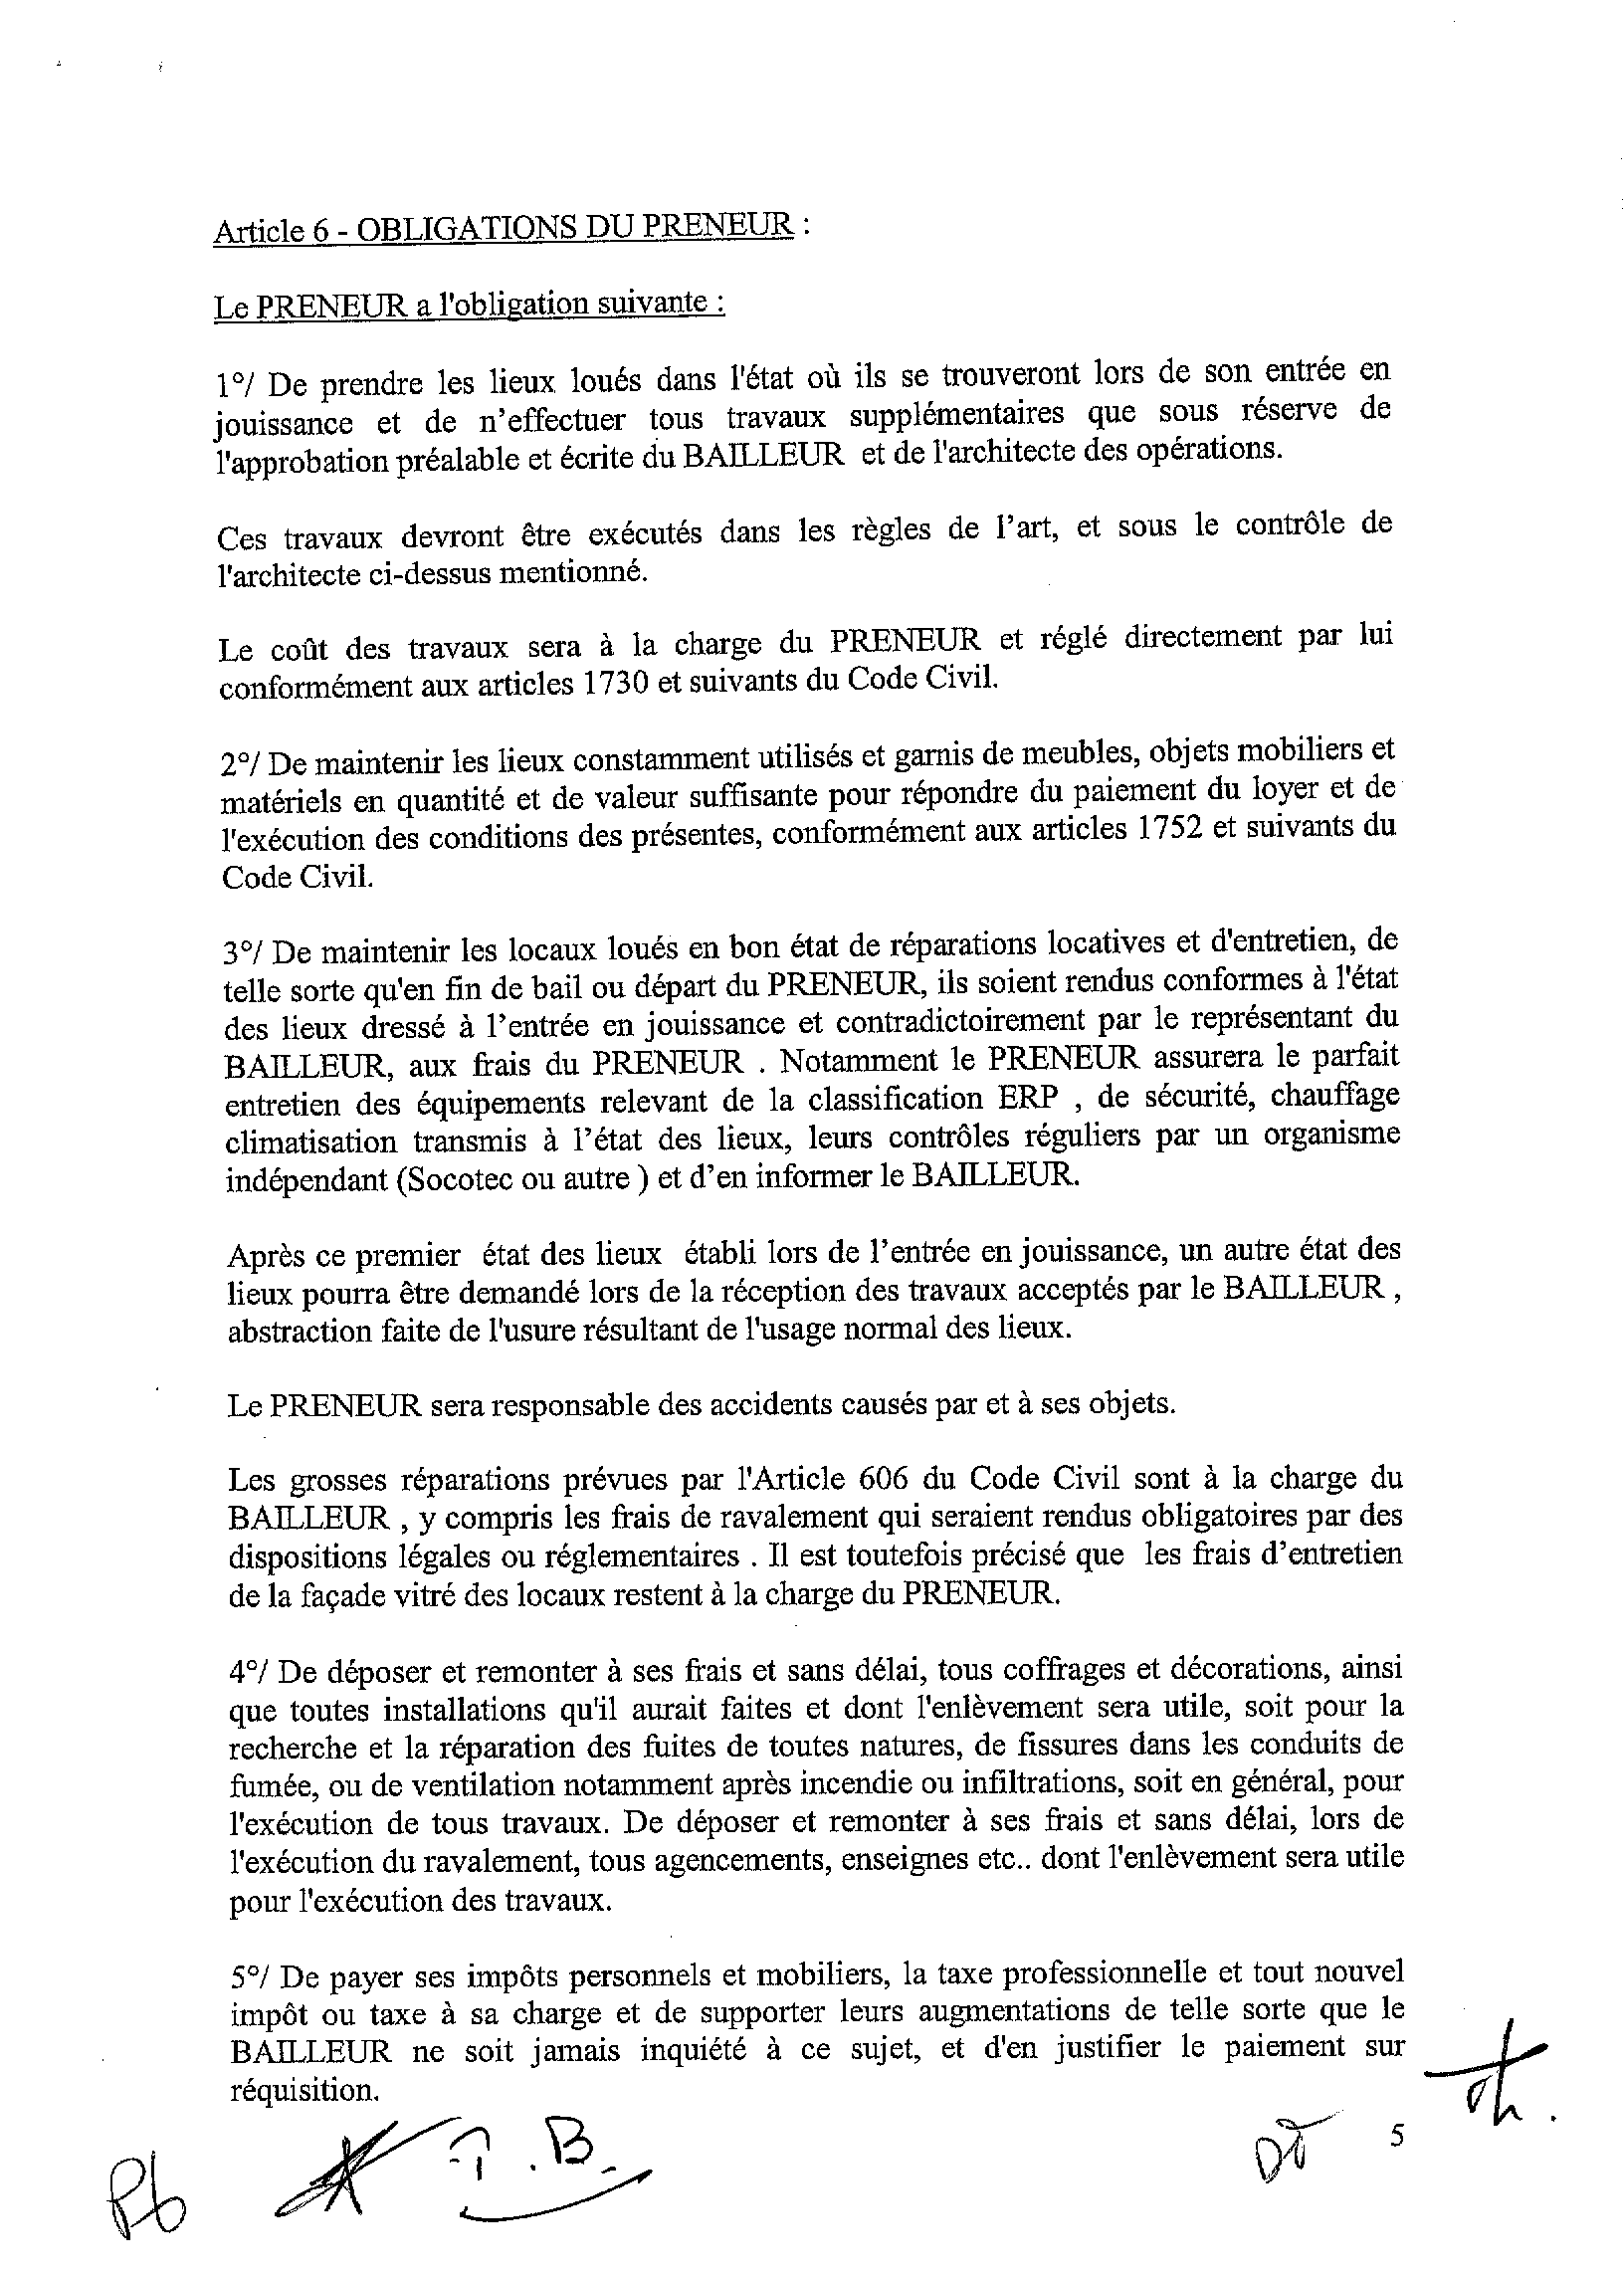 Article 6 - OBLIGATIONS DU PRENEUR :
Le PRENEUR a l'obligation suivante :
1°/ De prendre les lieux loués dans l'état où ils se trouveront lors de son entrée en
jouissance et de n’effectuer tous travaux supplémentaires que sous réserve de
l'approbation préalable et écrite du BAILLEUR et de l'architecte des opérations.
Ces travaux devront être exécutés dans les règles de l’art, et sous le contrôle de
l'architecte ci-dessus mentionné.
Le coût des travaux sera à la charge du PRENEUR et réglé directement par lui
conformément aux articles 1730 et suivants du Code Civil.
2°/ De maintenir les lieux constamment utilisés et garnis de meubles, objets mobiliers et
matériels en quantité et de valeur suffisante pour répondre du paiement du loyer et de
l'exécution des conditions des présentes, conformément aux articles 1752 et suivants du
Code Civil.
3°/ De maintenir les locaux loués en bon état de réparations locatives et d'entretien, de
telle sorte qu'en fin de bail ou départ du PRENEUR, ils soient rendus conformes à l'état
des lieux dressé à l’entrée en jouissance et contradictoirement par le représentant du
BAILLEUR, aux frais du PRENEUR . Notamment le PRENEUR assurera le parfait
entretien des équipements relevant de la classification ERP , de sécurité, chauffage
climatisation transmis à l’état des lieux, leurs contrôles réguliers par un organisme
indépendant (Socotec ou autre ) et d’en informer le BAILLEUR.
Après ce premier état des lieux établi lors de l’entrée en jouissance, un autre état des
lieux pourra être demandé lors de la réception des travaux acceptés par le BAILLEUR ,
abstraction faite de l'usure résultant de l'usage normal des lieux.
Le PRENEUR sera responsable des accidents causés par et à ses objets.
Les grosses réparations prévues par l'Article 606 du Code Civil sont à la charge du
BAILLEUR , y compris les frais de ravalement qui seraient rendus obligatoires par des
dispositions légales ou réglementaires . Il est toutefois précisé que les frais d’entretien
de la façade vitré des locaux restent à la charge du PRENEUR.
4°/ De déposer et remonter à ses frais et sans délai, tous coffrages et décorations, ainsi
que toutes installations qu'il aurait faites et dont l'enlèvement sera utile, soit pour la
recherche et la réparation des fuites de toutes natures, de fissures dans les conduits de
fumée, ou de ventilation notamment après incendie ou infiltrations, soit en général, pour
l'exécution de tous travaux. De déposer et remonter à ses frais et sans délai, lors de
l'exécution du ravalement, tous agencements, enseignes etc.. dont l'enlèvement sera utile
pour l'exécution des travaux.
5°/ De payer ses impôts personnels et mobiliers, la taxe professionnelle et tout nouvel
impôt ou taxe à sa charge et de supporter leurs augmentations de telle sorte que le
BAILLEUR ne soit jamais inquiété à ce sujet, et d'en justifier le paiement sur
réquisition.
5